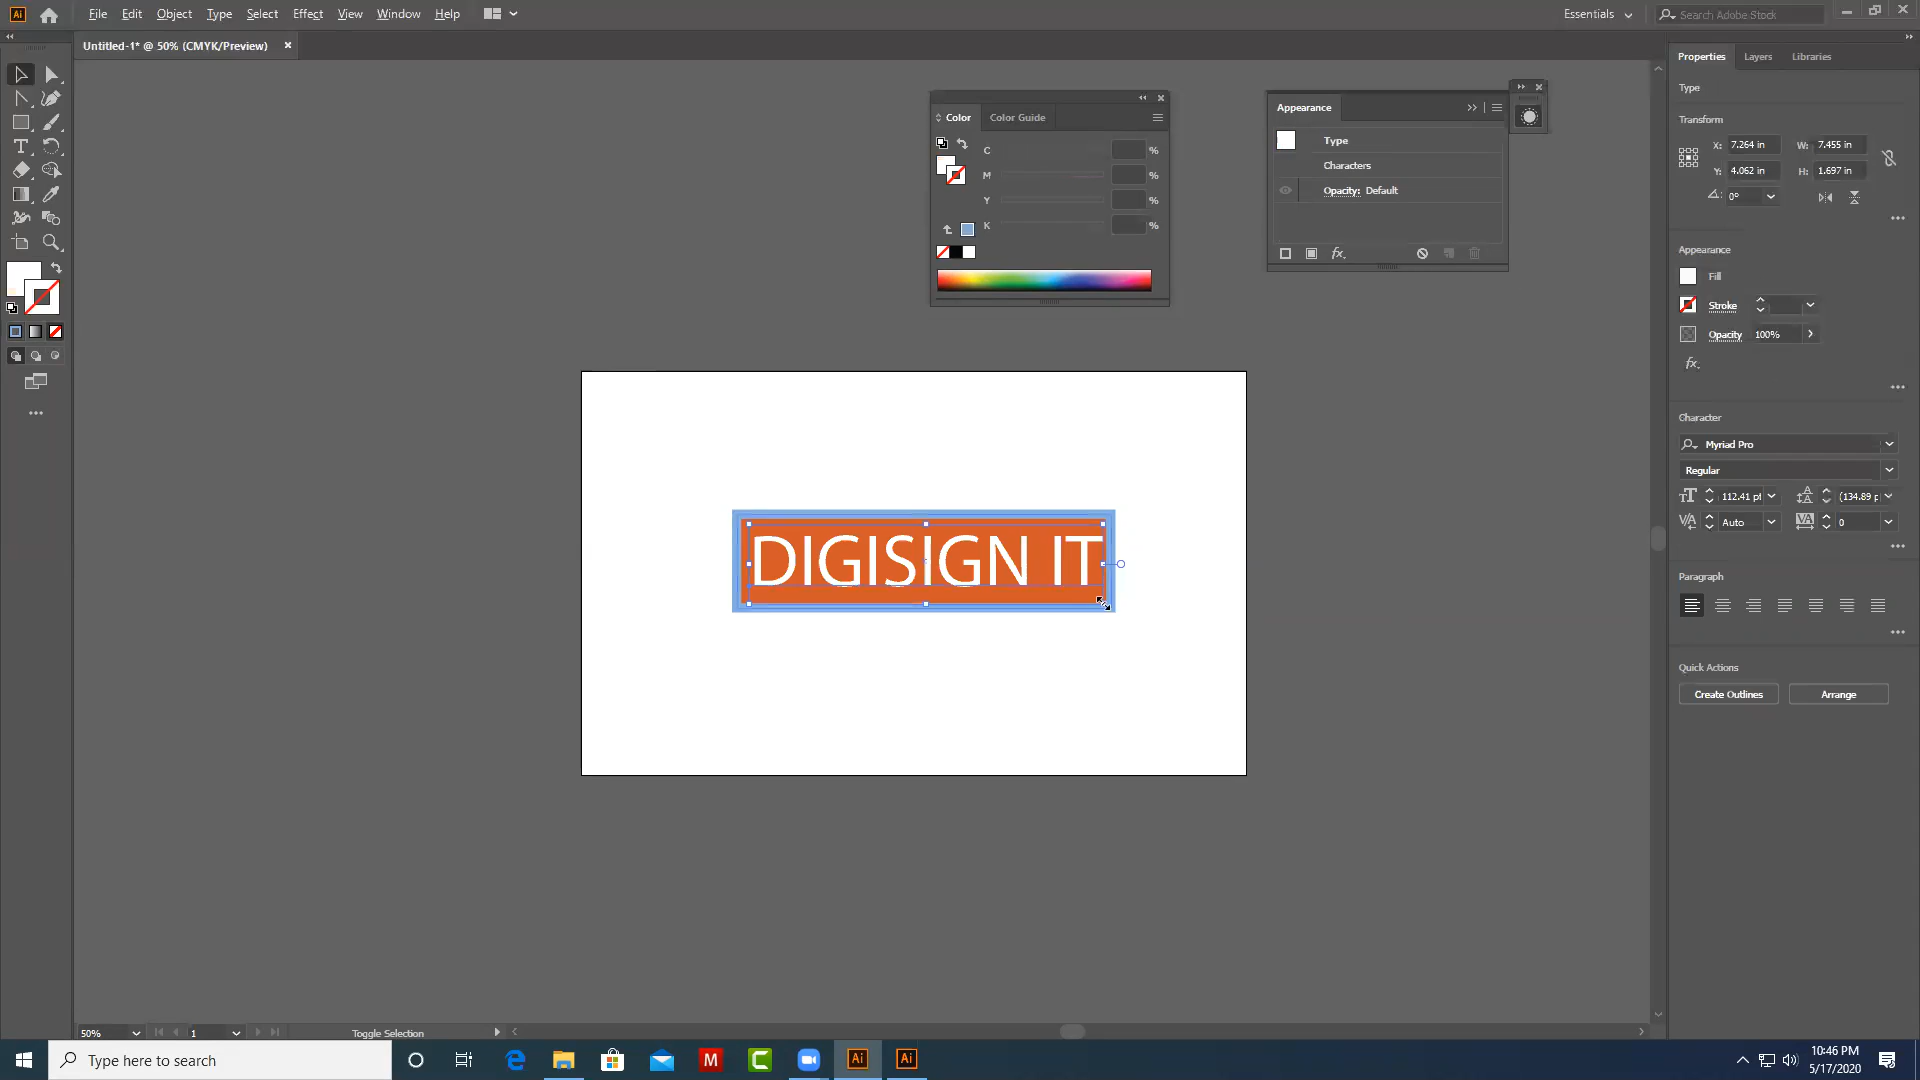 Ai File Edit Object Type Select Effect View Window Help Essentials Search Adobe Stock
Untitled-1* @ 50% (CMYK/Preview)
Color Color Guide
C %
M %
Y %
K %
Appearance
Type
Characters
Opacity: Default
DIGISIGN IT
Properties Layers Libraries
Type
Transform
X: 7.264 in W: 7.455 in
Y: 4.062 in H: 1.697 in
0°
Appearance
Fill
Stroke
Opacity 100%
fx.
Character
Myriad Pro
Regular
112.41 pt (134.89 p
Auto 0
Paragraph
Quick Actions
Create Outlines Arrange
50% 1 Toggle Selection
Type here to search
10:46 PM
5/17/2020